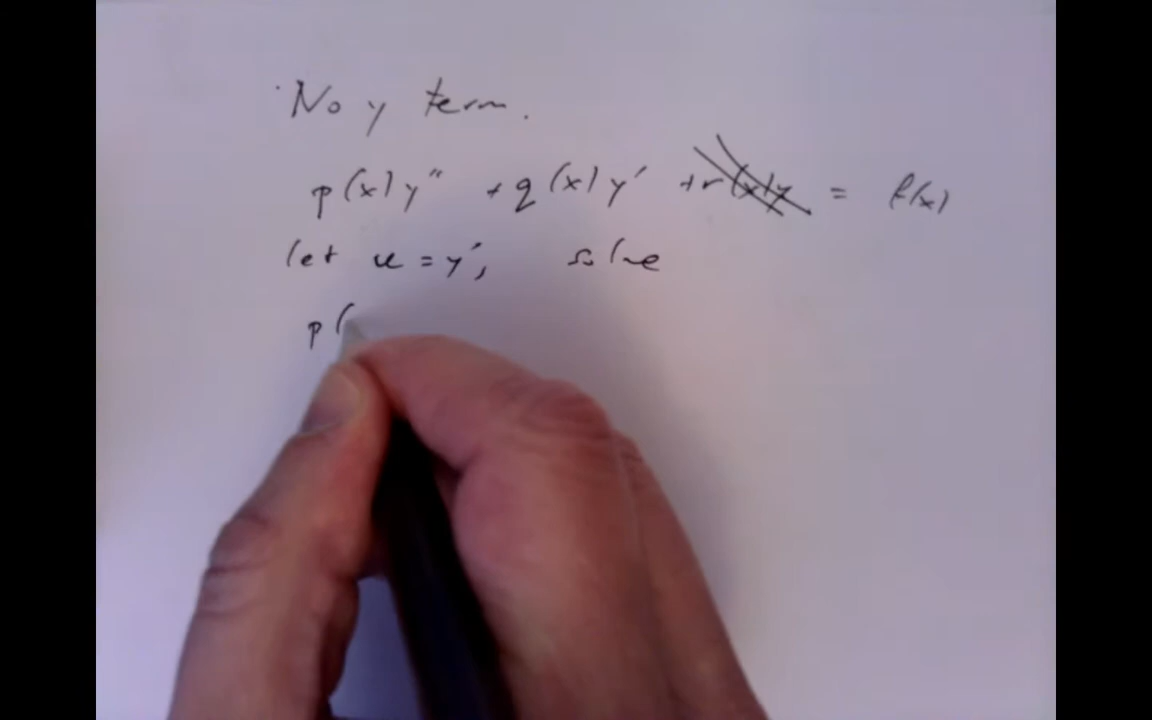 No y term.
p(x)y" + q(x)y' + r(x)y = f(x)
let u = y', solve
p(